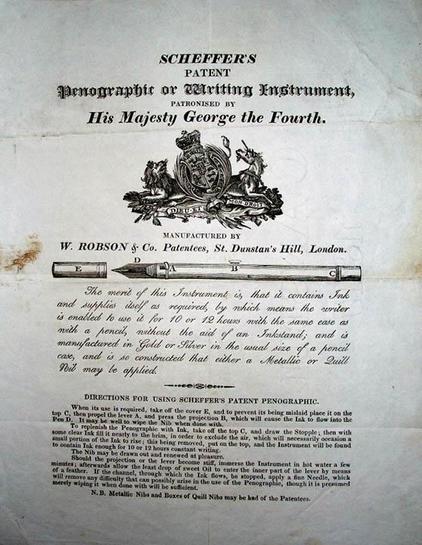 SCHEFFER'S
PATENT
Penographic or Writing Instrument,
PATRONISED BY
His Majesty George the Fourth.
DIEU ET MON DROIT
MANUFACTURED BY
W. ROBSON & Co. Patentees, St. Dunstan's Hill, London.
E D A B C
The merit of this Instrument is, that it contains Ink
and supplies itself as required, by which means the writer
is enabled to use it for 10 or 12 hours with the same ease as
with a pencil, without the aid of an Inkstand; and is
manufactured in Gold or Silver in the usual size of a pencil
case, and is so constructed that either a Metallic or Quill
Nib may be applied.
DIRECTIONS FOR USING SCHEFFER'S PATENT PENOGRAPHIC.
When its use is required, take off the cover E, and to prevent its being mislaid place it on the
top C, then propel the lever A, and press the projection B, which will cause the Ink to flow into the
Pen D. It may be well to wipe the Nib when done with.
To replenish the Penographic with Ink, take off the top C, and draw the Stopple; then with
some clear Ink fill it nearly to the brim, in order to exclude the air, which will necessarily occasion a
small portion of the Ink to rise; this being removed, put on the top, and the Instrument will be found
to contain Ink enough for 10 or 12 hours constant writing.
The Nib may be drawn out and renewed at pleasure.
Should the projection or the lever become stiff, immerse the Instrument in hot water a few
minutes; afterwards allow the least drop of sweet Oil to enter the inner part of the lever by means
of a feather. If the channel, through which the Ink flows, be stopped, apply a fine Needle, which
will remove any difficulty that can possibly arise in the use of the Penographic, though it is presumed
merely wiping it when done with will be sufficient.
N.B. Metallic Nibs and Boxes of Quill Nibs may be had of the Patentees.